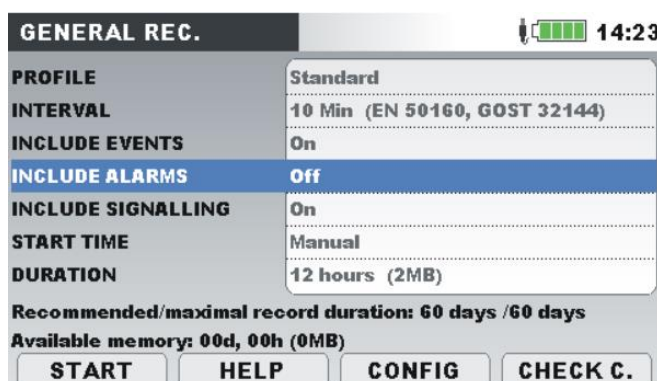 GENERAL REC. 14:23
PROFILE Standard
INTERVAL 10 Min (EN 50160, GOST 32144)
INCLUDE EVENTS On
INCLUDE ALARMS Off
INCLUDE SIGNALLING On
START TIME Manual
DURATION 12 hours (2MB)
Recommended/maximal record duration: 60 days /60 days
Available memory: 00d, 00h (0MB)
START HELP CONFIG CHECK C.